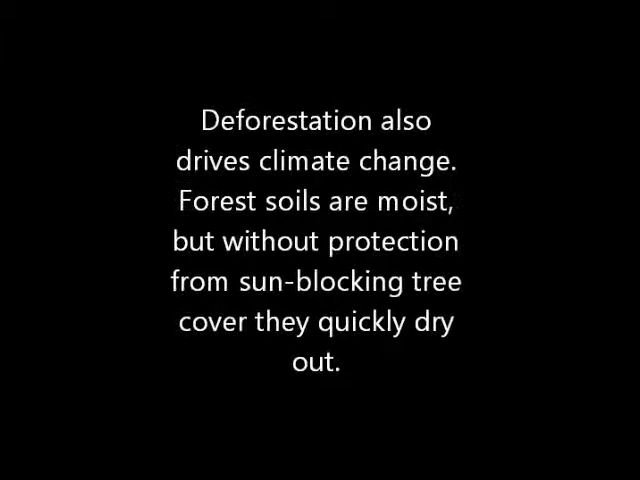 Deforestation also
drives climate change.
Forest soils are moist,
but without protection
from sun-blocking tree
cover they quickly dry
out.